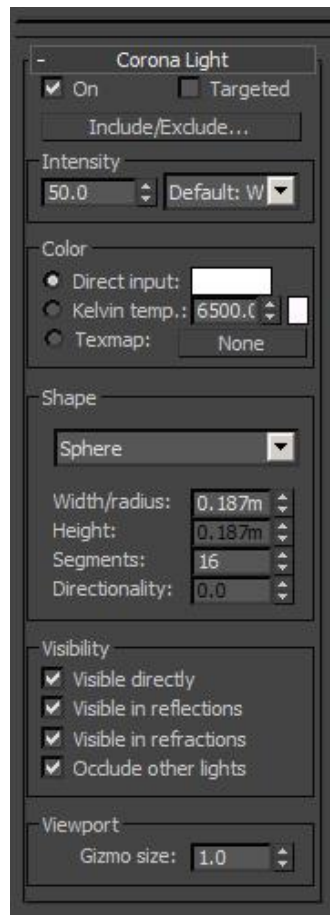 - Corona Light
On Targeted
Include/Exclude...
Intensity
50.0 Default: W
Color
Direct input:
Kelvin temp.: 6500.0
Texmap: None
Shape
Sphere
Width/radius: 0.187m
Height: 0.187m
Segments: 16
Directionality: 0.0
Visibility
Visible directly
Visible in reflections
Visible in refractions
Occlude other lights
Viewport
Gizmo size: 1.0